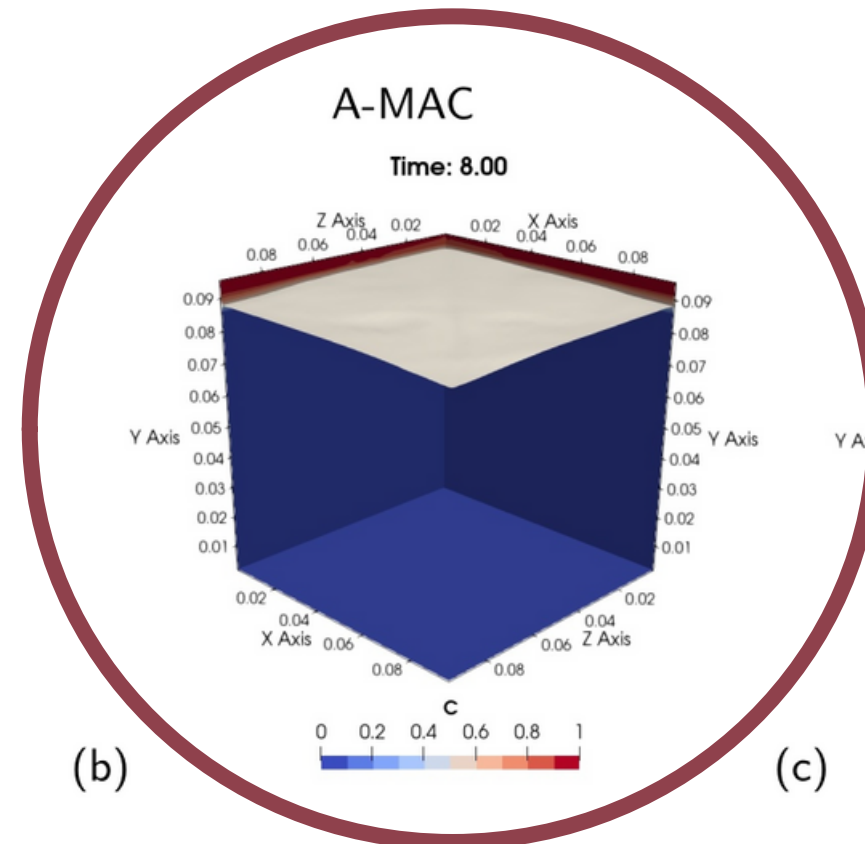 A-MAC
Time: 8.00
Z Axis X Axis
0.08 0.06 0.04 0.02 0.02 0.04 0.06 0.08
0.09 0.09
0.08 0.08
0.07 0.07
0.06 0.06
Y Axis 0.05 0.05 Y Axis Y A
0.04 0.04
0.03 0.03
0.02 0.02
0.01 0.01
0.02 0.02
0.04 0.04
X Axis 0.06 0.06 Z Axis
0.08 0.08
c
0 0.2 0.4 0.6 0.8 1
(b) (c)